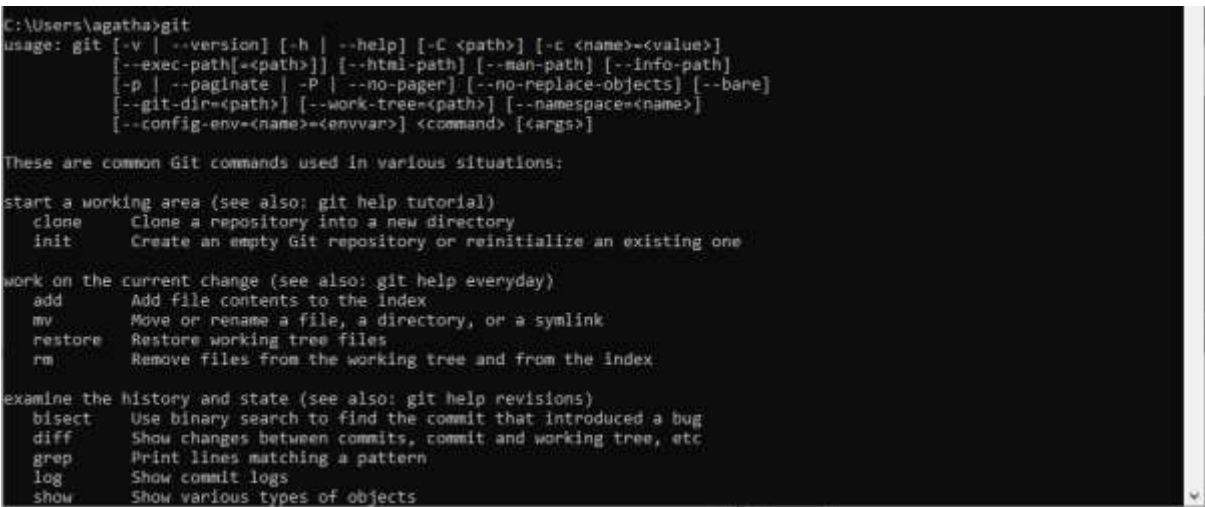 C:\Users\agatha>git
usage: git [-v | --version] [-h | --help] [-C <path>] [-c <name>=<value>]
           [--exec-path[=<path>]] [--html-path] [--man-path] [--info-path]
           [-p | --paginate | -P | --no-pager] [--no-replace-objects] [--bare]
           [--git-dir=<path>] [--work-tree=<path>] [--namespace=<name>]
           [--config-env=<name>=<envvar>] <command> [<args>]

These are common Git commands used in various situations:

start a working area (see also: git help tutorial)
   clone     Clone a repository into a new directory
   init      Create an empty Git repository or reinitialize an existing one

work on the current change (see also: git help everyday)
   add       Add file contents to the index
   mv        Move or rename a file, a directory, or a symlink
   restore   Restore working tree files
   rm        Remove files from the working tree and from the index

examine the history and state (see also: git help revisions)
   bisect    Use binary search to find the commit that introduced a bug
   diff      Show changes between commits, commit and working tree, etc
   grep      Print lines matching a pattern
   log       Show commit logs
   show      Show various types of objects